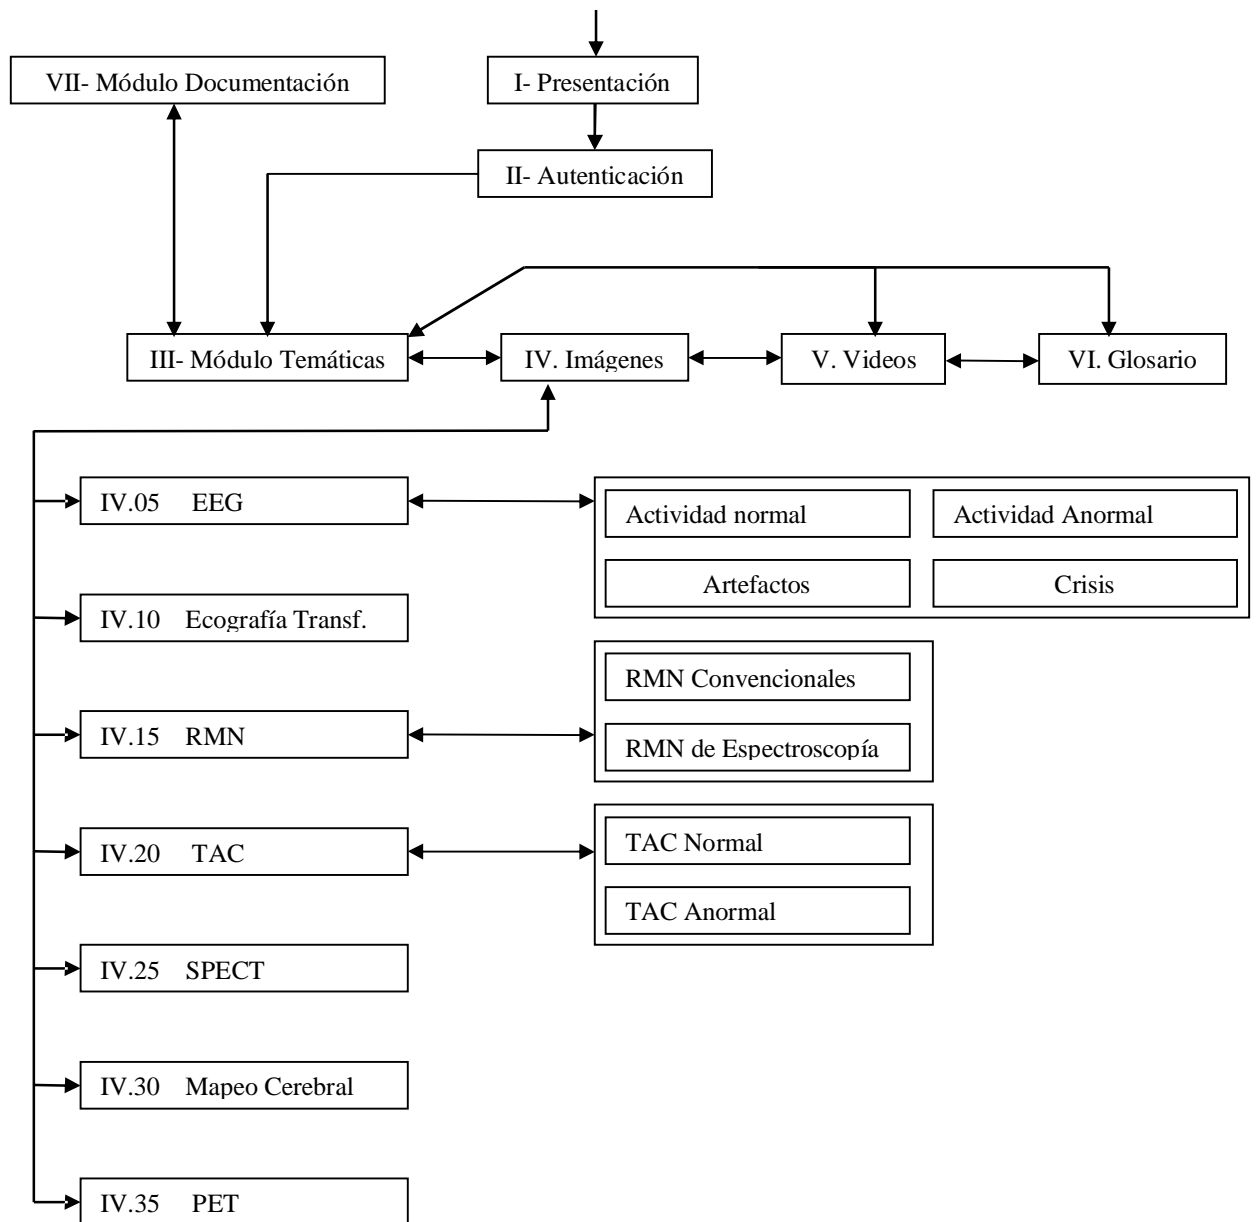 VII- Módulo Documentación
I- Presentación
II- Autenticación
III- Módulo Temáticas
IV. Imágenes
V. Videos
VI. Glosario
IV.05 EEG
Actividad normal
Actividad Anormal
Artefactos
Crisis
IV.10 Ecografía Transf.
RMN Convencionales
IV.15 RMN
RMN de Espectroscopía
TAC Normal
IV.20 TAC
TAC Anormal
IV.25 SPECT
IV.30 Mapeo Cerebral
IV.35 PET